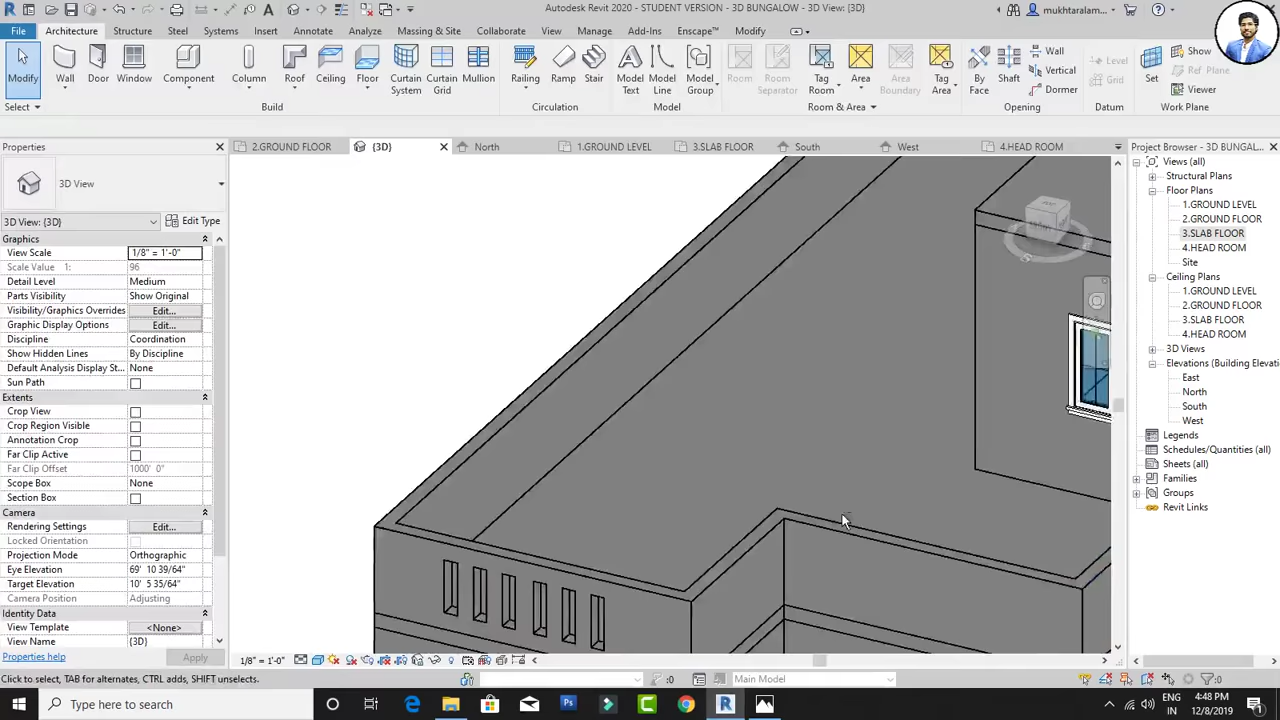 Autodesk Revit 2020 - STUDENT VERSION - 3D BUNGALOW - 3D View: {3D}
mukhtaralam...
File Architecture Structure Steel Systems Insert Annotate Analyze Massing & Site Collaborate View Manage Add-Ins Enscape™ Modify
Modify Wall Door Window Component Column Roof Ceiling Floor Curtain System Curtain Grid Mullion Railing Ramp Stair Model Text Model Line Model Group Room Room Separator Tag Room Area Area Boundary Tag Area By Face Shaft Wall Vertical Dormer Level Grid Set Show Ref Plane Viewer
Select Build Circulation Model Room & Area Opening Datum Work Plane
Properties
2.GROUND FLOOR {3D} North 1.GROUND LEVEL 3.SLAB FLOOR South West 4.HEAD ROOM
3D View
3D View: {3D} Edit Type
Graphics
View Scale 1/8" = 1'-0"
Scale Value 1: 96
Detail Level Medium
Parts Visibility Show Original
Visibility/Graphics Overrides Edit...
Graphic Display Options Edit...
Discipline Coordination
Show Hidden Lines By Discipline
Default Analysis Display St... None
Sun Path
Extents
Crop View
Crop Region Visible
Annotation Crop
Far Clip Active
Far Clip Offset 1000' 0"
Scope Box None
Section Box
Camera
Rendering Settings Edit...
Locked Orientation
Projection Mode Orthographic
Eye Elevation 69' 10 39/64"
Target Elevation 10' 5 35/64"
Camera Position Adjusting
Identity Data
View Template <None>
View Name {3D}
Properties help Apply
Project Browser - 3D BUNGAL...
Views (all)
Structural Plans
Floor Plans
1.GROUND LEVEL
2.GROUND FLOOR
3.SLAB FLOOR
4.HEAD ROOM
Site
Ceiling Plans
1.GROUND LEVEL
2.GROUND FLOOR
3.SLAB FLOOR
4.HEAD ROOM
3D Views
Elevations (Building Elevati
East
North
South
West
Legends
Schedules/Quantities (all)
Sheets (all)
Families
Groups
Revit Links
1/8" = 1'-0"
Click to select, TAB for alternates, CTRL adds, SHIFT unselects.
:0 Main Model :0
Type here to search
ENG
IN
4:48 PM
12/8/2019